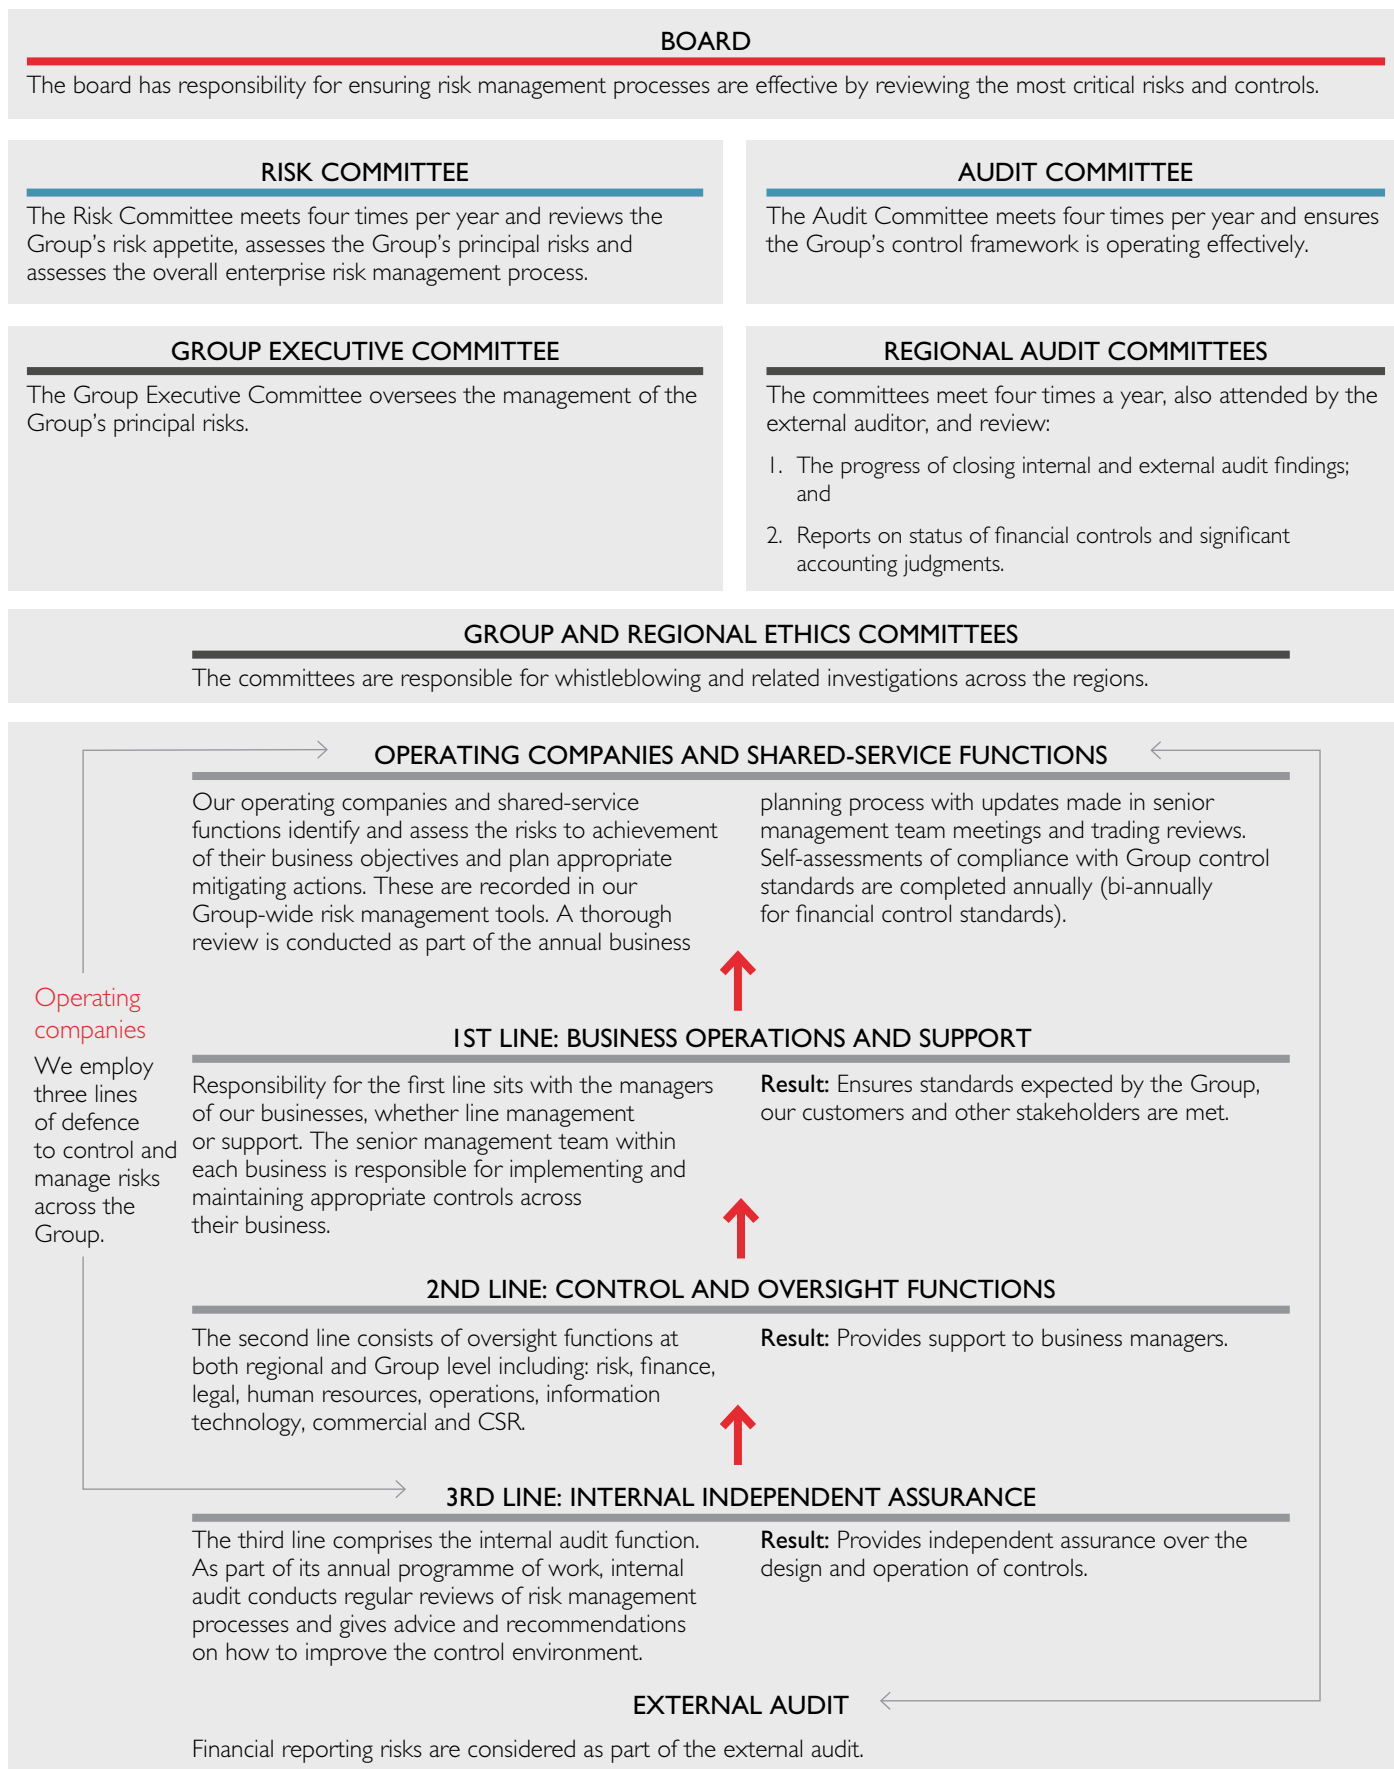 BOARD
The board has responsibility for ensuring risk management processes are effective by reviewing the most critical risks and controls.
RISK COMMITTEE
The Risk Committee meets four times per year and reviews the
Group's risk appetite, assesses the Group's principal risks and
assesses the overall enterprise risk management process.
AUDIT COMMITTEE
The Audit Committee meets four times per year and ensures
the Group's control framework is operating effectively.
GROUP EXECUTIVE COMMITTEE
The Group Executive Committee oversees the management of the
Group's principal risks.
REGIONAL AUDIT COMMITTEES
The committees meet four times a year, also attended by the
external auditor, and review:
1. The progress of closing internal and external audit findings;
and
2. Reports on status of financial controls and significant
accounting judgments.
GROUP AND REGIONAL ETHICS COMMITTEES
The committees are responsible for whistleblowing and related investigations across the regions.
OPERATING COMPANIES AND SHARED-SERVICE FUNCTIONS
Our operating companies and shared-service
functions identify and assess the risks to achievement
of their business objectives and plan appropriate
mitigating actions. These are recorded in our
Group-wide risk management tools. A thorough
review is conducted as part of the annual business
planning process with updates made in senior
management team meetings and trading reviews.
Self-assessments of compliance with Group control
standards are completed annually (bi-annually
for financial control standards).
Operating
companies
We employ
three lines
of defence
to control and
manage risks
across the
Group.
1ST LINE: BUSINESS OPERATIONS AND SUPPORT
Responsibility for the first line sits with the managers
of our businesses, whether line management
or support. The senior management team within
each business is responsible for implementing and
maintaining appropriate controls across
their business.
Result: Ensures standards expected by the Group,
our customers and other stakeholders are met.
2ND LINE: CONTROL AND OVERSIGHT FUNCTIONS
The second line consists of oversight functions at
both regional and Group level including: risk, finance,
legal, human resources, operations, information
technology, commercial and CSR.
Result: Provides support to business managers.
3RD LINE: INTERNAL INDEPENDENT ASSURANCE
The third line comprises the internal audit function.
As part of its annual programme of work, internal
audit conducts regular reviews of risk management
processes and gives advice and recommendations
on how to improve the control environment.
Result: Provides independent assurance over the
design and operation of controls.
EXTERNAL AUDIT
Financial reporting risks are considered as part of the external audit.